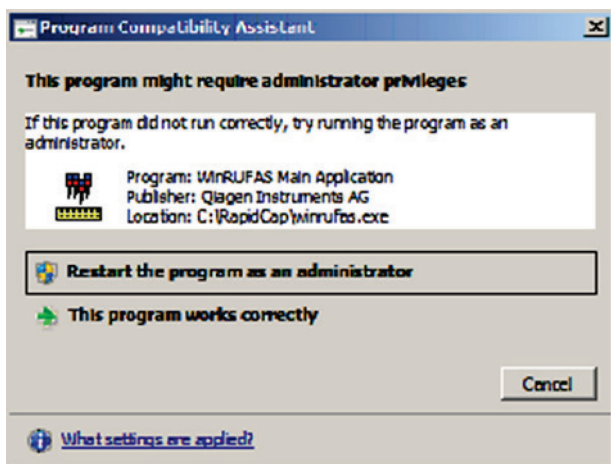 Program Compatibility Assistant
This program might require administrator privileges
If this program did not run correctly, try running the program as an
administrator.
Program: WinRUFAS Main Application
Publisher: Qiagen Instruments AG
Location: C:\RapidCap\winrufas.exe
Restart the program as an administrator
This program works correctly
Cancel
What settings are applied?